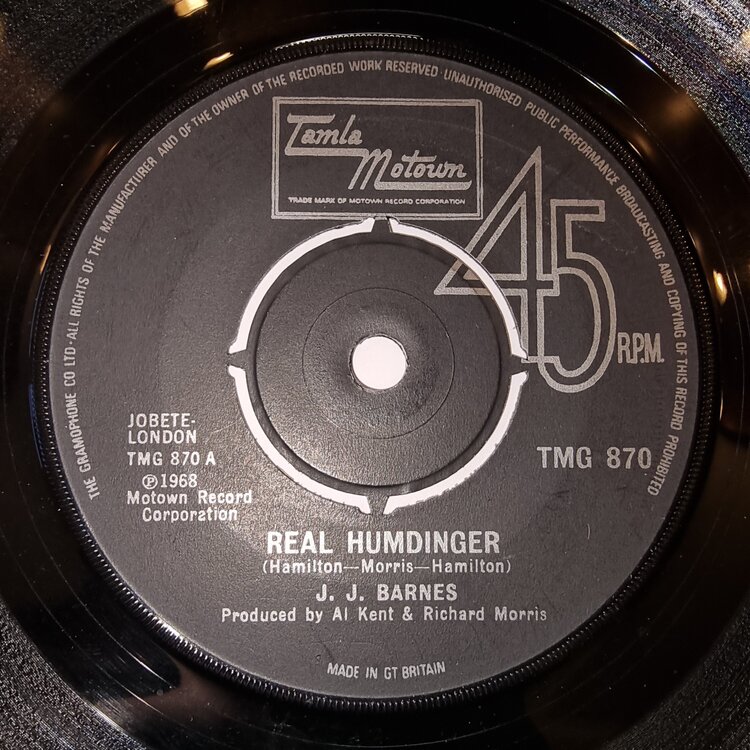 THE GRAMOPHONE CO LTD·ALL RIGHTS OF THE MANUFACTURER AND OF THE OWNER OF THE RECORDED WORK RESERVED·UNAUTHORISED PUBLIC PERFORMANCE BROADCASTING AND COPYING OF THIS RECORD PROHIBITED
Tamla
Motown
TRADE MARK OF MOTOWN RECORD CORPORATION
45
R.P.M.
JOBETE-
LONDON
TMG 870 A
℗1968
Motown Record
Corporation
TMG 870
REAL HUMDINGER
(Hamilton—Morris—Hamilton)
J. J. BARNES
Produced by Al Kent & Richard Morris
MADE IN GT BRITAIN